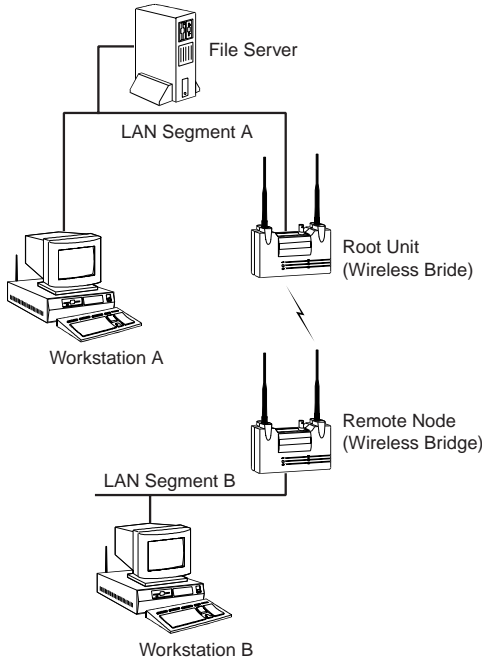 File Server
LAN Segment A
Root Unit
(Wireless Bride)
Workstation A
Remote Node
(Wireless Bridge)
LAN Segment B
Workstation B